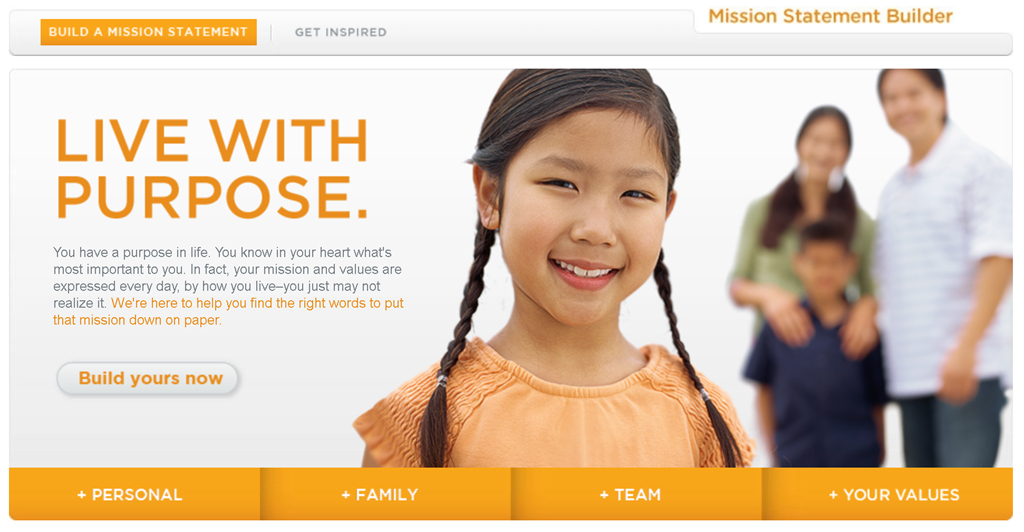 BUILD A MISSION STATEMENT
GET INSPIRED
Mission Statement Builder
LIVE WITH
PURPOSE.
You have a purpose in life. You know in your heart what's
most important to you. In fact, your mission and values are
expressed every day, by how you live–you just may not
realize it. We're here to help you find the right words to put
that mission down on paper.
Build yours now
+ PERSONAL
+ FAMILY
+ TEAM
+ YOUR VALUES